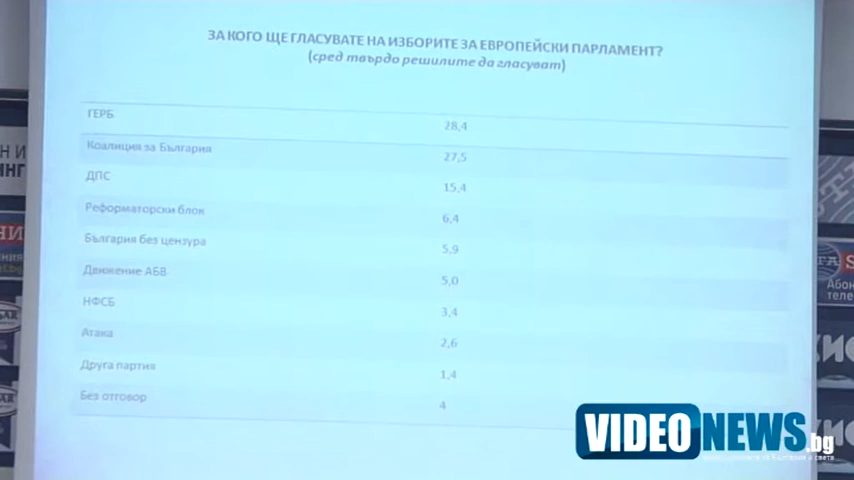 ЗА КОГО ЩЕ ГЛАСУВАТЕ НА ИЗБОРИТЕ ЗА ЕВРОПЕЙСКИ ПАРЛАМЕНТ?
(сред твърдо решилите да гласуват)
ГЕРБ 28,4
Коалиция за България 27,5
ДПС 15,4
Реформаторски блок 6,4
България без цензура 5,9
Движение АБВ 5,0
НФСБ 3,4
Атака 2,6
Друга партия 1,4
Без отговор 4
VIDEONEWS.bg